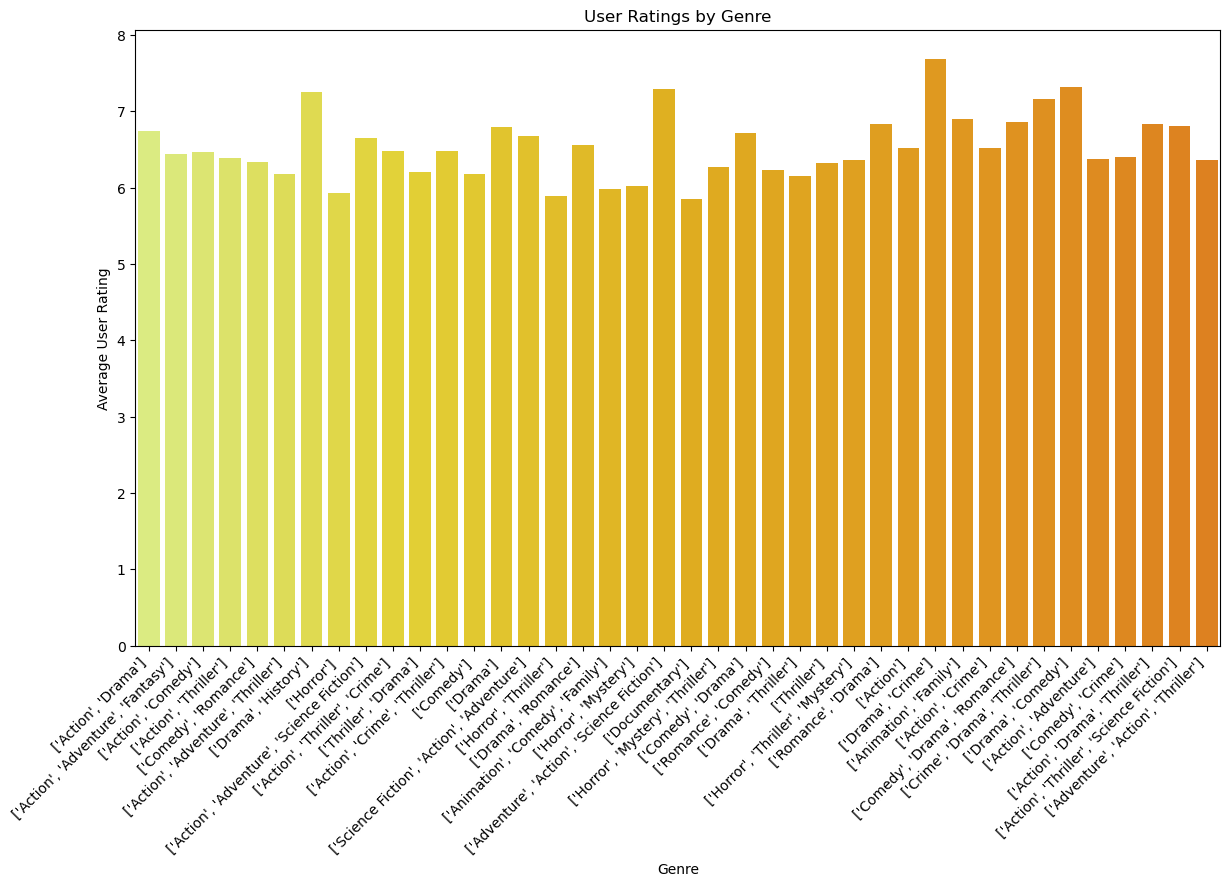 User Ratings by Genre
8
7
6
5
4
3
2
1
0
Average User Rating
['Action', 'Drama']
['Action', 'Adventure', 'Fantasy']
['Action', 'Comedy']
['Action', 'Thriller']
['Comedy', 'Romance']
['Action', 'Adventure', 'Thriller']
['Drama', 'History']
['Horror']
['Action', 'Adventure', 'Science Fiction']
['Action', 'Thriller', 'Crime']
['Thriller', 'Drama']
['Action', 'Crime', 'Thriller']
['Comedy']
['Drama']
['Science Fiction', 'Action', 'Adventure']
['Horror', 'Thriller']
['Drama', 'Romance']
['Animation', 'Comedy', 'Family']
['Horror', 'Mystery']
['Adventure', 'Action', 'Science Fiction']
['Documentary']
['Horror', 'Mystery', 'Thriller']
['Comedy', 'Drama']
['Romance', 'Comedy']
['Drama', 'Thriller']
['Thriller']
['Horror', 'Thriller', 'Mystery']
['Romance', 'Drama']
['Action']
['Drama', 'Crime']
['Animation', 'Family']
['Action', 'Crime']
['Comedy', 'Drama', 'Romance']
['Crime', 'Drama', 'Thriller']
['Drama', 'Comedy']
['Action', 'Adventure']
['Comedy', 'Crime']
['Action', 'Drama', 'Thriller']
['Action', 'Thriller', 'Science Fiction']
['Adventure', 'Action', 'Thriller']
Genre